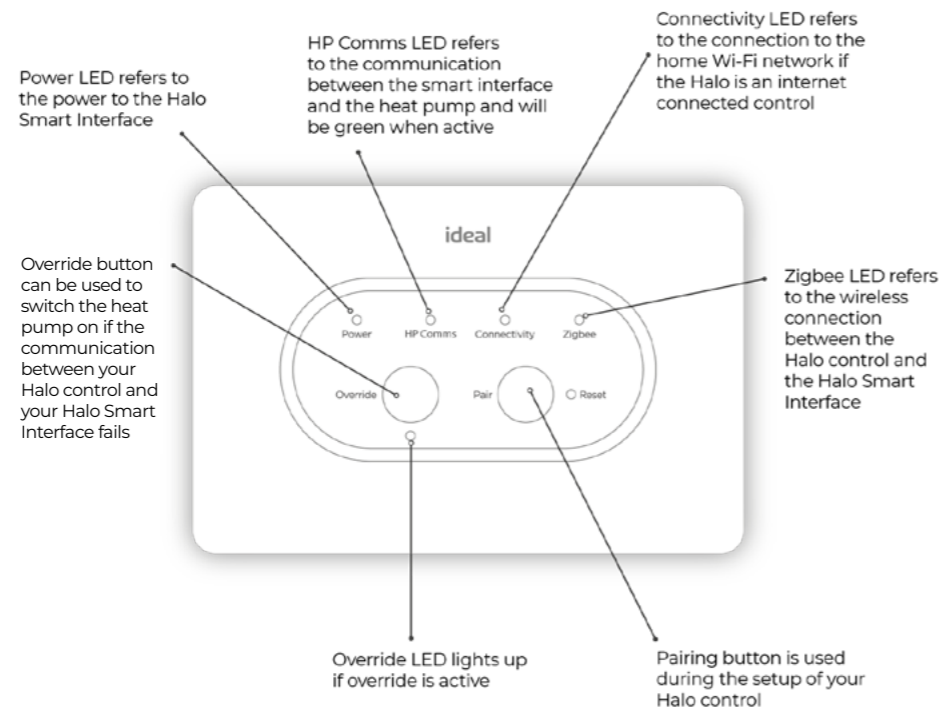 Connectivity LED refers
to the connection to the
home Wi-Fi network if
the Halo is an internet
connected control
HP Comms LED refers
to the communication
between the smart interface
and the heat pump and will
be green when active
Power LED refers to
the power to the Halo
Smart Interface
ideal
Override button
can be used to
switch the heat
pump on if the
communication
between your
Halo control and
your Halo Smart
Interface fails
Zigbee LED refers
to the wireless
connection
between the
Halo control and
the Halo Smart
Interface
Power HP Comms Connectivity Zigbee
Override Pair Reset
Override LED lights up
if override is active
Pairing button is used
during the setup of your
Halo control